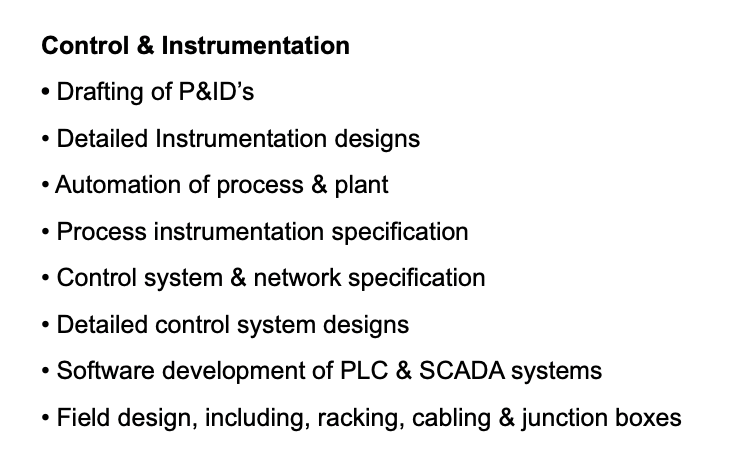 Control & Instrumentation
• Drafting of P&ID’s
• Detailed Instrumentation designs
• Automation of process & plant
• Process instrumentation specification
• Control system & network specification
• Detailed control system designs
• Software development of PLC & SCADA systems
• Field design, including, racking, cabling & junction boxes